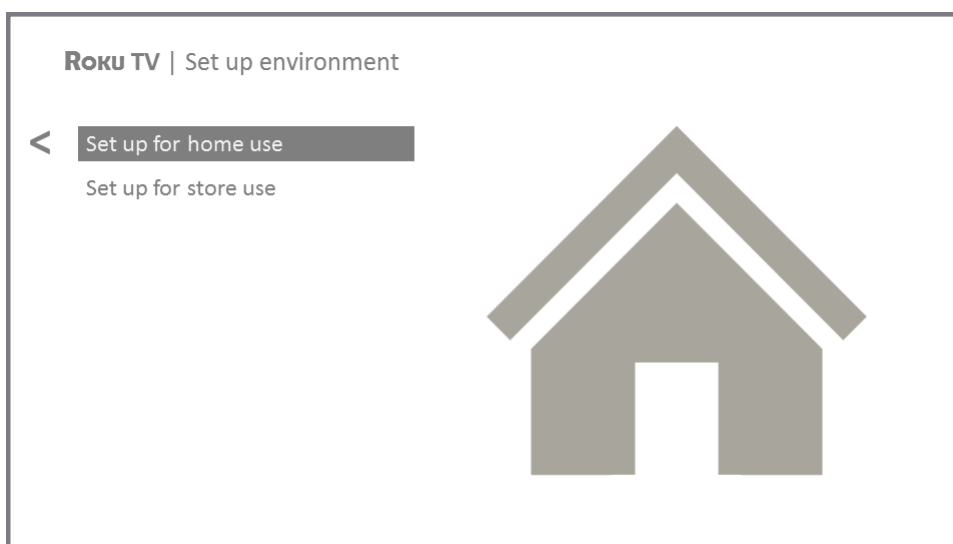 Roku TV | Set up environment
< Set up for home use
Set up for store use